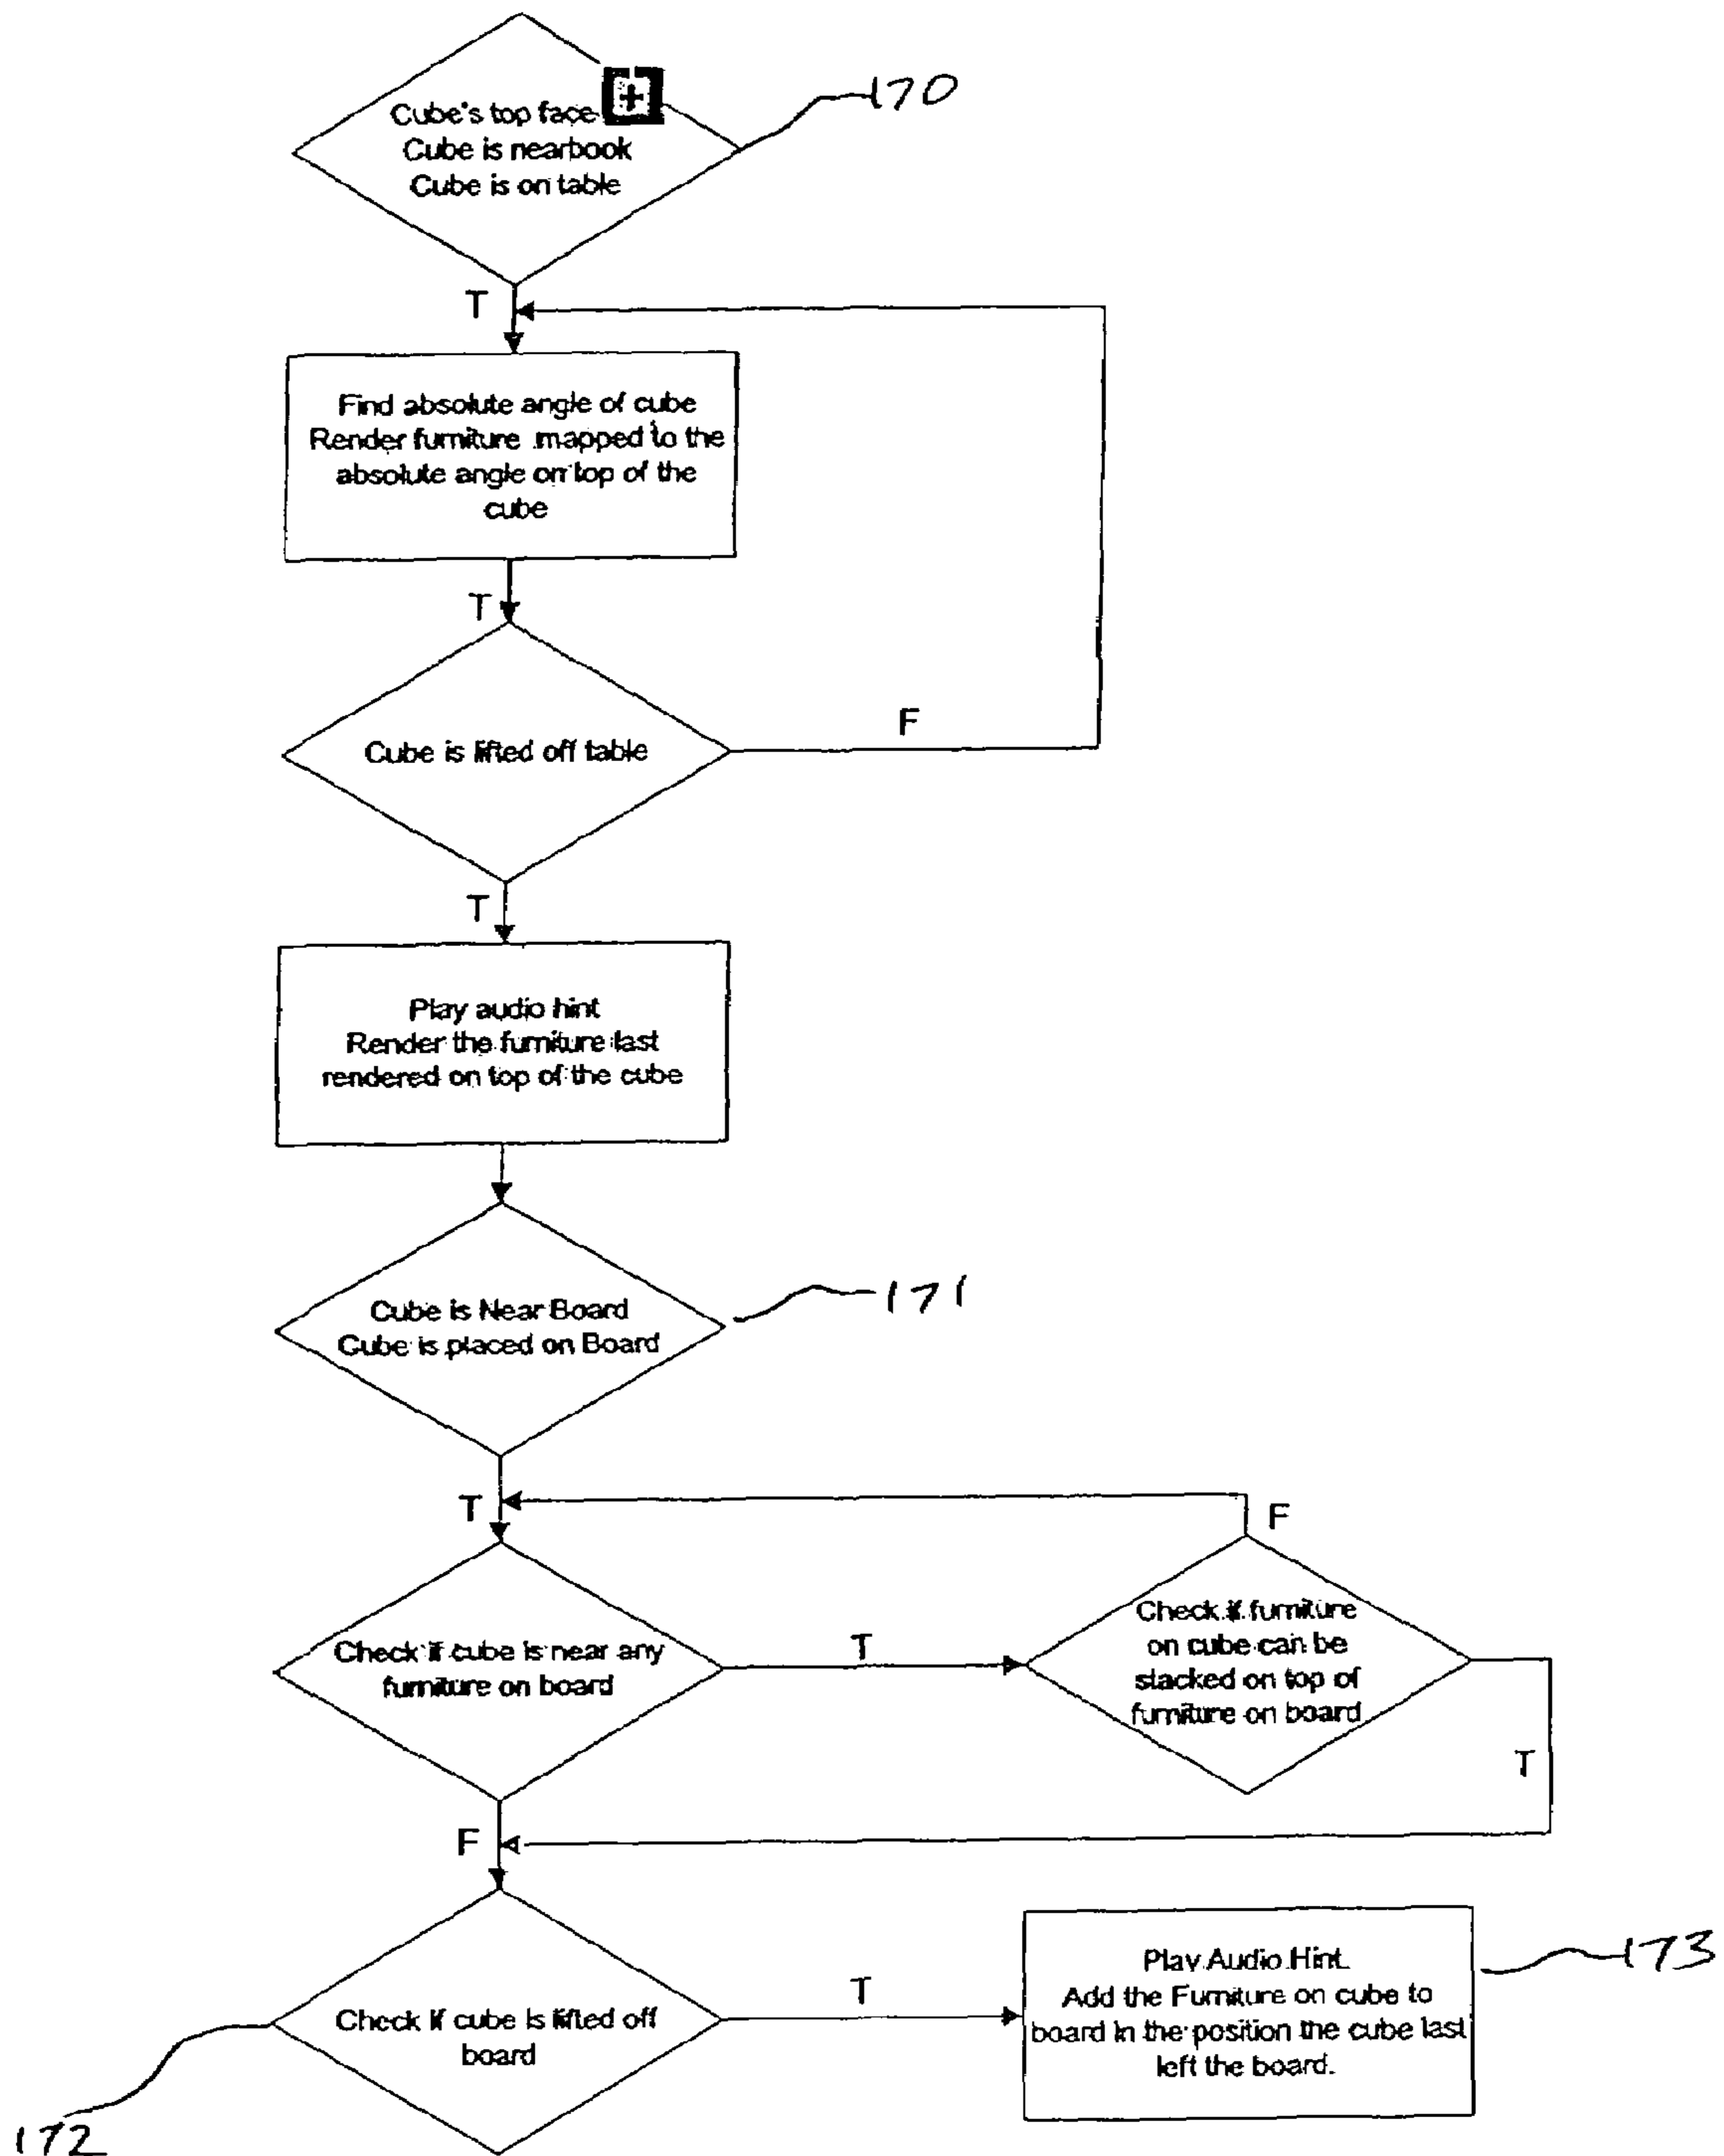 Cube's top face [+]
170
Cube is nearbook
Cube is on table
T
Find absolute angle of cube
Render furniture mapped to the
absolute angle on top of the
cube
T
Cube is lifted off table
F
T
Play audio hint
Render the furniture last
rendered on top of the cube
Cube is Near Board
171
Cube is placed on Board
T
F
Check if cube is near any
furniture on board
T
Check if furniture
on cube can be
stacked on top of
furniture on board
T
F
Check if cube is lifted off
board
172
T
Play Audio Hint.
Add the Furniture on cube to
board in the position the cube last
left the board.
173